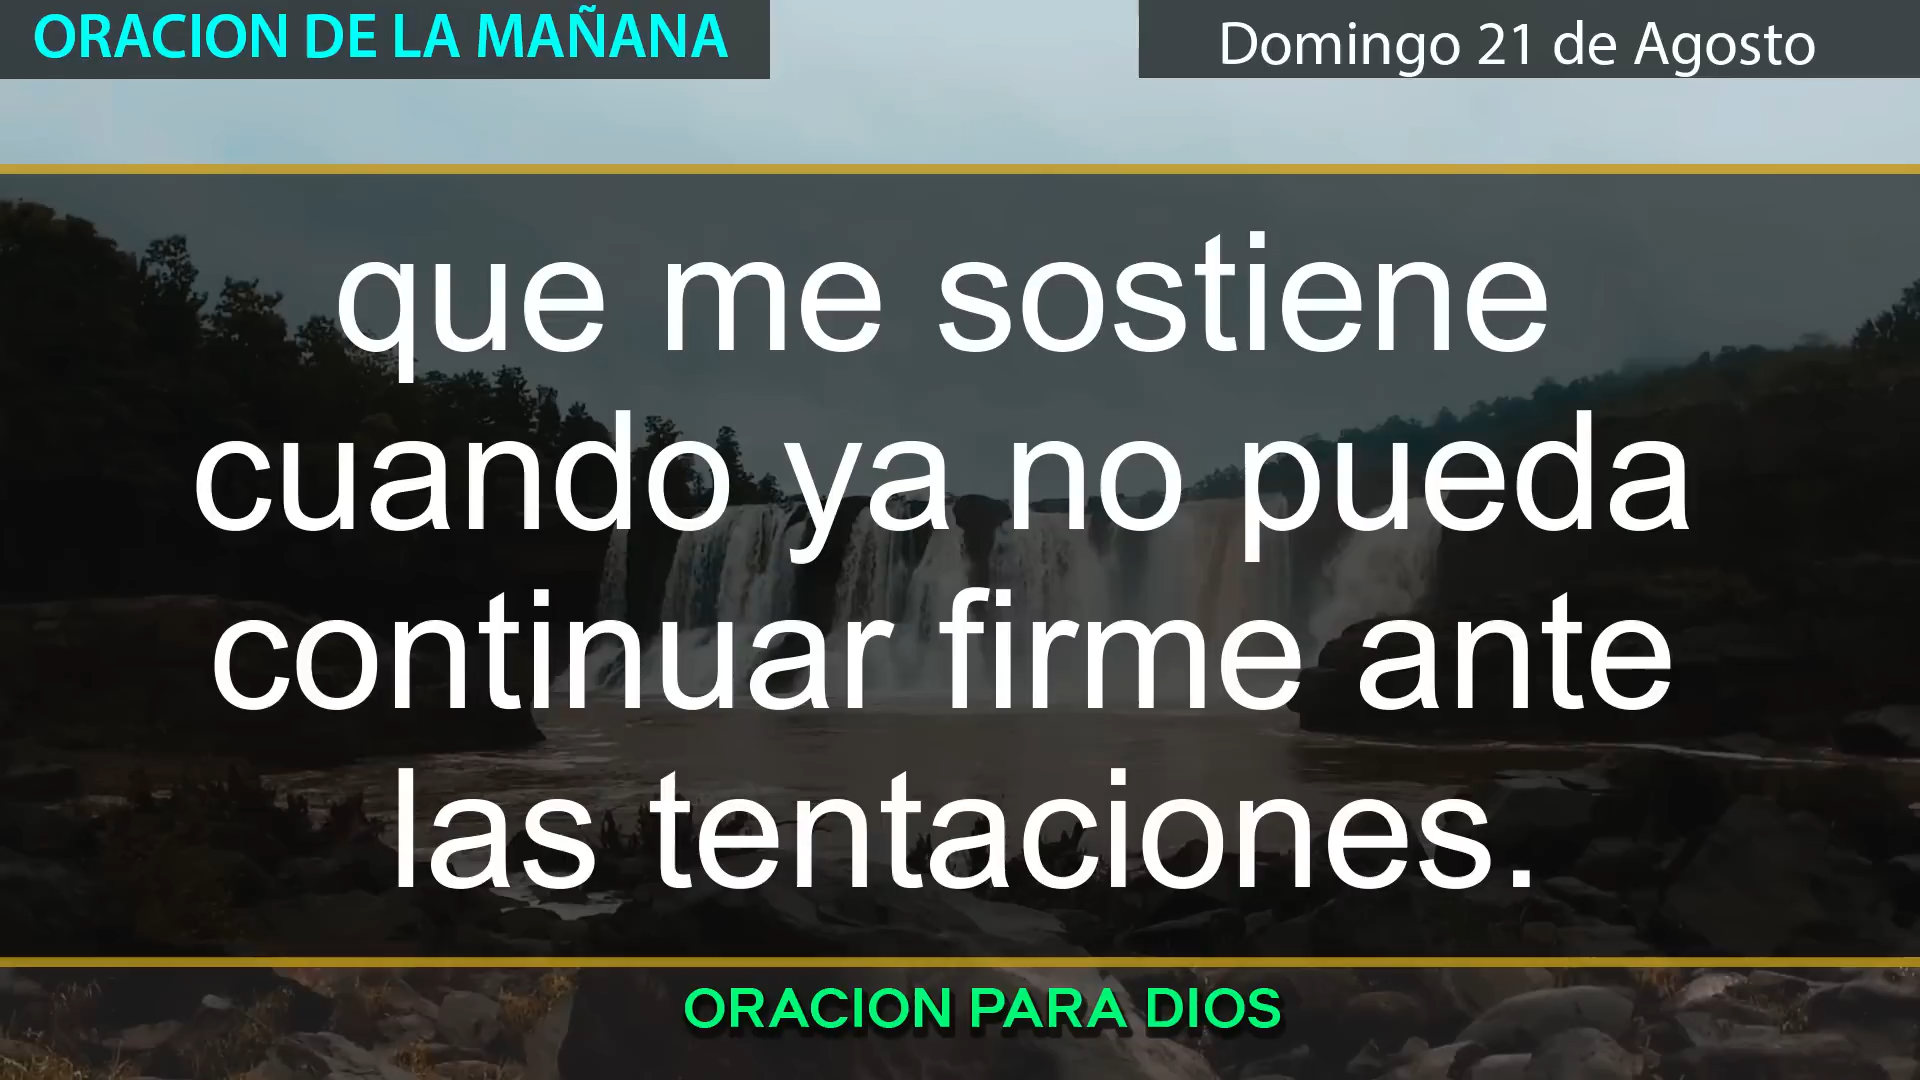 ORACION DE LA MAÑANA
Domingo 21 de Agosto
que me sostiene
cuando ya no pueda
continuar firme ante
las tentaciones.
ORACION PARA DIOS